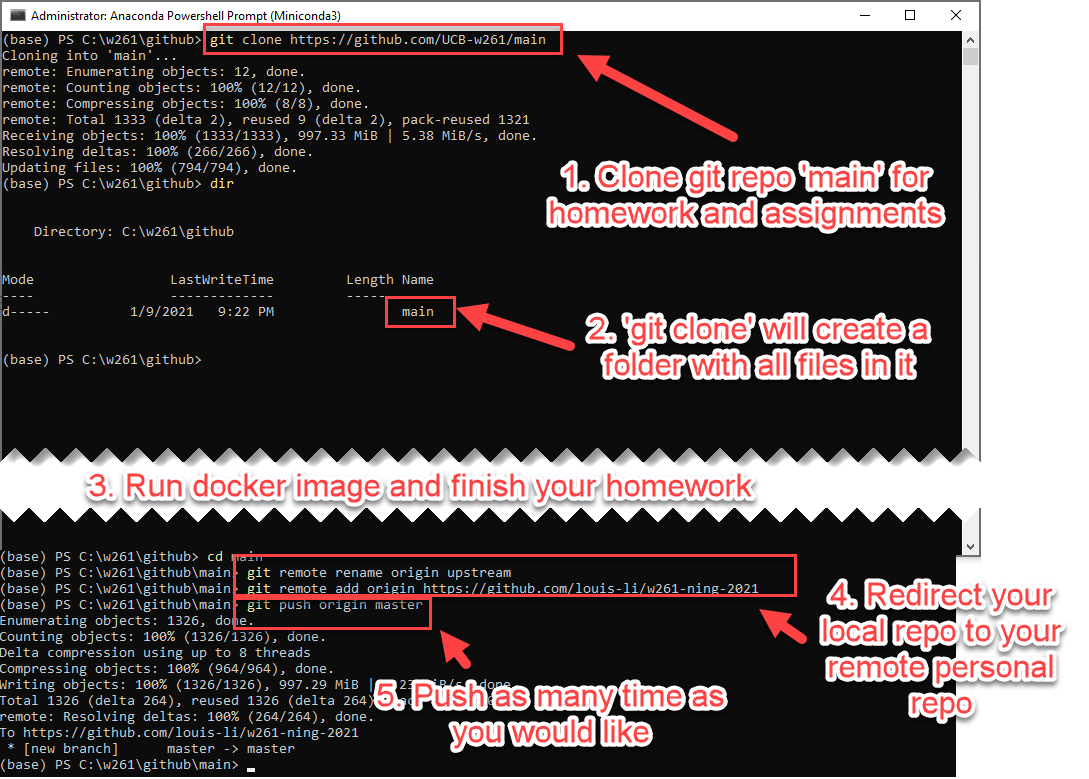 Administrator: Anaconda Powershell Prompt (Miniconda3)
(base) PS C:\w261\github> git clone https://github.com/UCB-w261/main
Cloning into 'main'...
remote: Enumerating objects: 12, done.
remote: Counting objects: 100% (12/12), done.
remote: Compressing objects: 100% (8/8), done.
remote: Total 1333 (delta 2), reused 9 (delta 2), pack-reused 1321
Receiving objects: 100% (1333/1333), 997.33 MiB | 5.38 MiB/s, done.
Resolving deltas: 100% (266/266), done.
Updating files: 100% (794/794), done.
(base) PS C:\w261\github> dir
1. Clone git repo 'main' for
homework and assignments
Directory: C:\w261\github
Mode LastWriteTime Length Name
---- ------------- -----
d----- 1/9/2021 9:22 PM main
2. 'git clone' will create a
folder with all files in it
(base) PS C:\w261\github>
3. Run docker image and finish your homework
(base) PS C:\w261\github> cd main
(base) PS C:\w261\github\main> git remote rename origin upstream
(base) PS C:\w261\github\main> git remote add origin https://github.com/louis-li/w261-ning-2021
(base) PS C:\w261\github\main> git push origin master
4. Redirect your
local repo to your
remote personal
repo
Enumerating objects: 1326, done.
Counting objects: 100% (1326/1326), done.
Delta compression using up to 8 threads
Compressing objects: 100% (964/964), done.
Writing objects: 100% (1326/1326), 997.29 MiB | MiB/s, done.
Total 1326 (delta 264), reused 1326 (delta 264)
remote: Resolving deltas: 100% (264/264), done.
To https://github.com/louis-li/w261-ning-2021
* [new branch] master -> master
(base) PS C:\w261\github\main>
5. Push as many time as
you would like